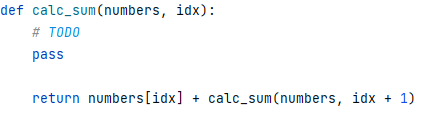 def calc_sum(numbers, idx):
    # TODO
    pass

    return numbers[idx] + calc_sum(numbers, idx + 1)